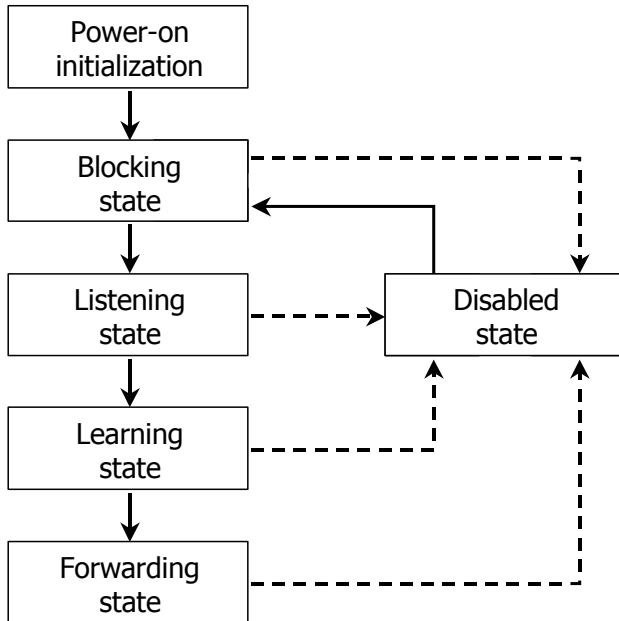 Power-on
initialization
Blocking
state
Listening
state
Disabled
state
Learning
state
Forwarding
state